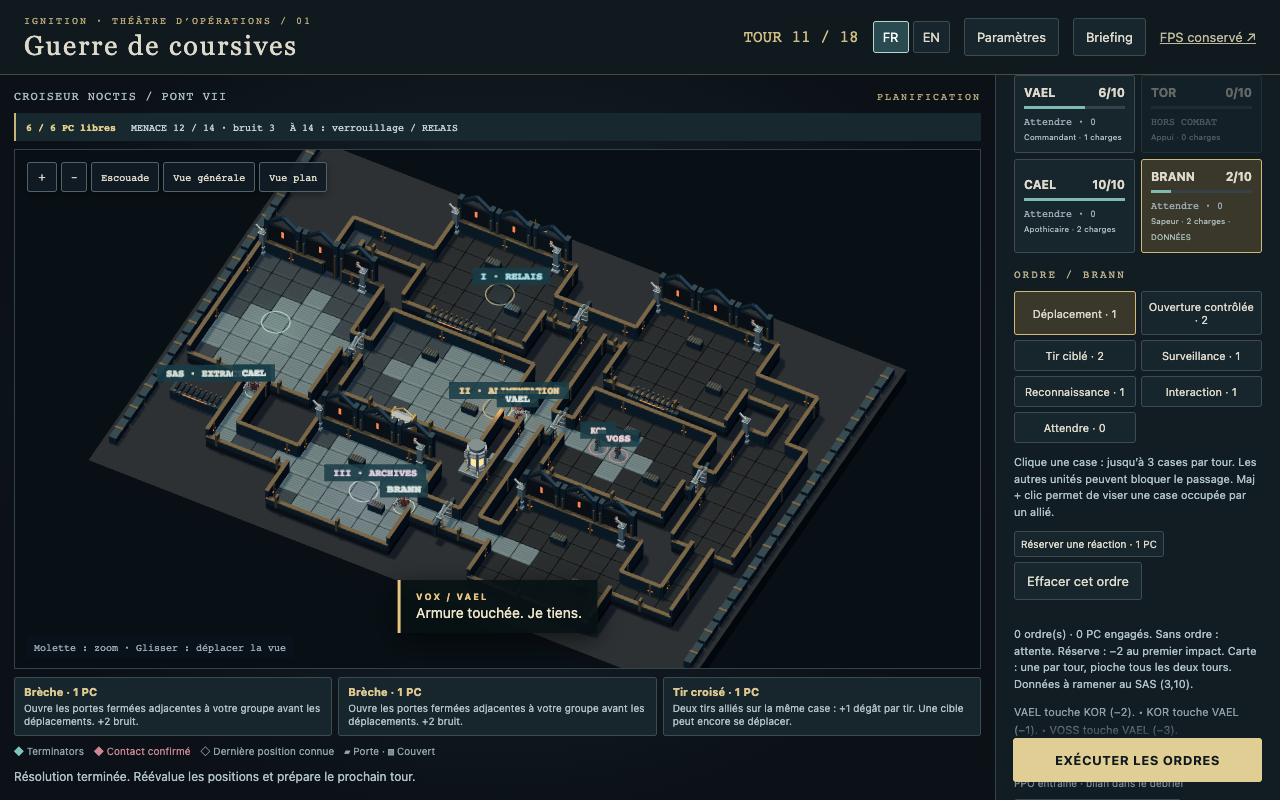 IGNITION · THÉÂTRE D'OPÉRATIONS / 01
Guerre de coursives
TOUR 11 / 18
FR
EN
Paramètres
Briefing
FPS conservé ↗
CROISEUR NOCTIS / PONT VII
PLANIFICATION
6 / 6 PC libres MENACE 12 / 14 · bruit 3 À 14 : verrouillage / RELAIS
+
−
Escouade
Vue générale
Vue plan
I · RELAIS
SAS · EXTRAC
CAEL
II · ALIMENTATION
VAEL
KOR
VOSS
III · ARCHIVES
BRANN
VOX / VAEL
Armure touchée. Je tiens.
Molette : zoom · Glisser : déplacer la vue
Brèche · 1 PC
Ouvre les portes fermées adjacentes à votre groupe avant les
déplacements. +2 bruit.
Brèche · 1 PC
Ouvre les portes fermées adjacentes à votre groupe avant les
déplacements. +2 bruit.
Tir croisé · 1 PC
Deux tirs alliés sur la même case : +1 dégât par tir. Une cible
peut encore se déplacer.
◆ Terminators ◆ Contact confirmé ◇ Dernière position connue ▰ Porte · ▩ Couvert
Résolution terminée. Réévalue les positions et prépare le prochain tour.
VAEL 6/10
Attendre · 0
Commandant · 1 charges
TOR 0/10
HORS COMBAT
Appui · 0 charges
CAEL 10/10
Attendre · 0
Apothicaire · 2 charges
BRANN 2/10
Attendre · 0
Sapeur · 2 charges ·
DONNÉES
ORDRE / BRANN
Déplacement · 1
Ouverture contrôlée
· 2
Tir ciblé · 2
Surveillance · 1
Reconnaissance · 1
Interaction · 1
Attendre · 0
Clique une case : jusqu'à 3 cases par tour. Les
autres unités peuvent bloquer le passage. Maj
+ clic permet de viser une case occupée par
un allié.
Réserver une réaction · 1 PC
Effacer cet ordre
0 ordre(s) · 0 PC engagés. Sans ordre :
attente. Réserve : −2 au premier impact. Carte
: une par tour, pioche tous les deux tours.
Données à ramener au SAS (3,10).
VAEL touche KOR (−2). · KOR touche VAEL
(−1). · VOSS touche VAEL (−3).
EXÉCUTER LES ORDRES
PPO entraîné · bilan dans le débrief